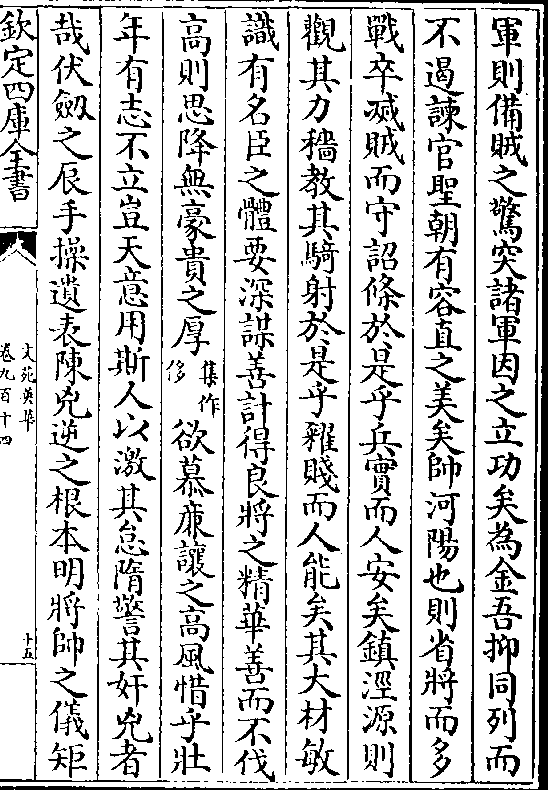 軍則備賊之驚突諸軍因之立功矣為金吾抑同列而
不遏諫官聖朝有容直之美矣帥河陽也則省將而多
戰卒減賊而守詔條於是乎兵實而人安矣鎮涇源則
觀其力穡教其騎射於是乎糴賤而人能矣其大材敏
識有名臣之體要深謀善計得良將之精華善而不伐
高則思降無豪貴之厚集作侈欲慕廉讓之高風惜乎壯
年有志不立豈天意用斯人以激其怠隋警其奸兇者
哉伏劔之辰手操遺表陳兇逆之根本明將帥之儀矩
欽定四庫全書
文苑英華
卷九百十四
十五